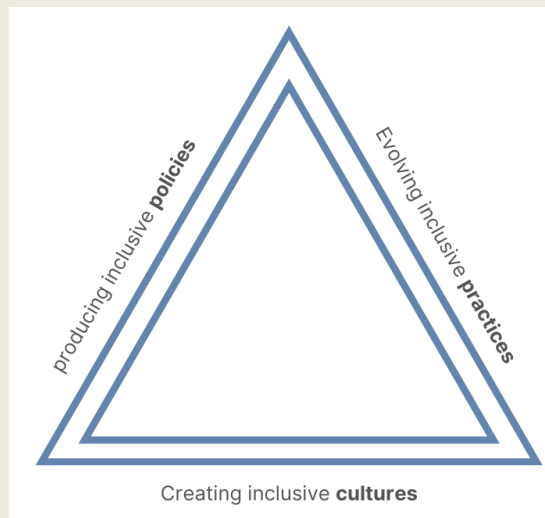 producing inclusive policies
Evolving inclusive practices
Creating inclusive cultures